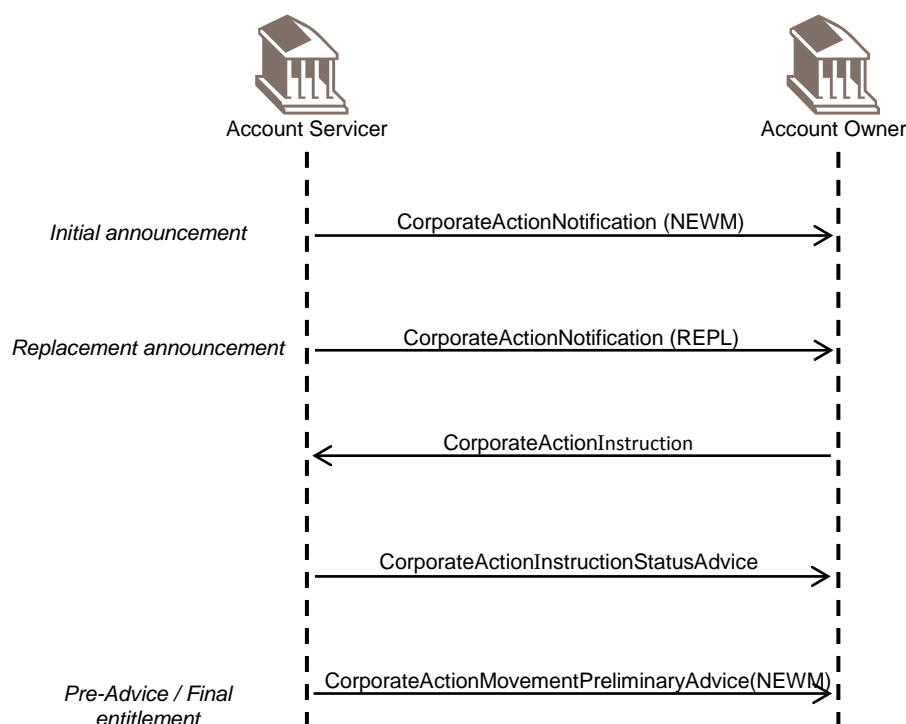 Account Servicer
Account Owner
Initial announcement
CorporateActionNotification (NEWM)
Replacement announcement
CorporateActionNotification (REPL)
CorporateActionInstruction
CorporateActionInstructionStatusAdvice
CorporateActionMovementPreliminaryAdvice(NEWM)
Pre-Advice / Final
entitlement